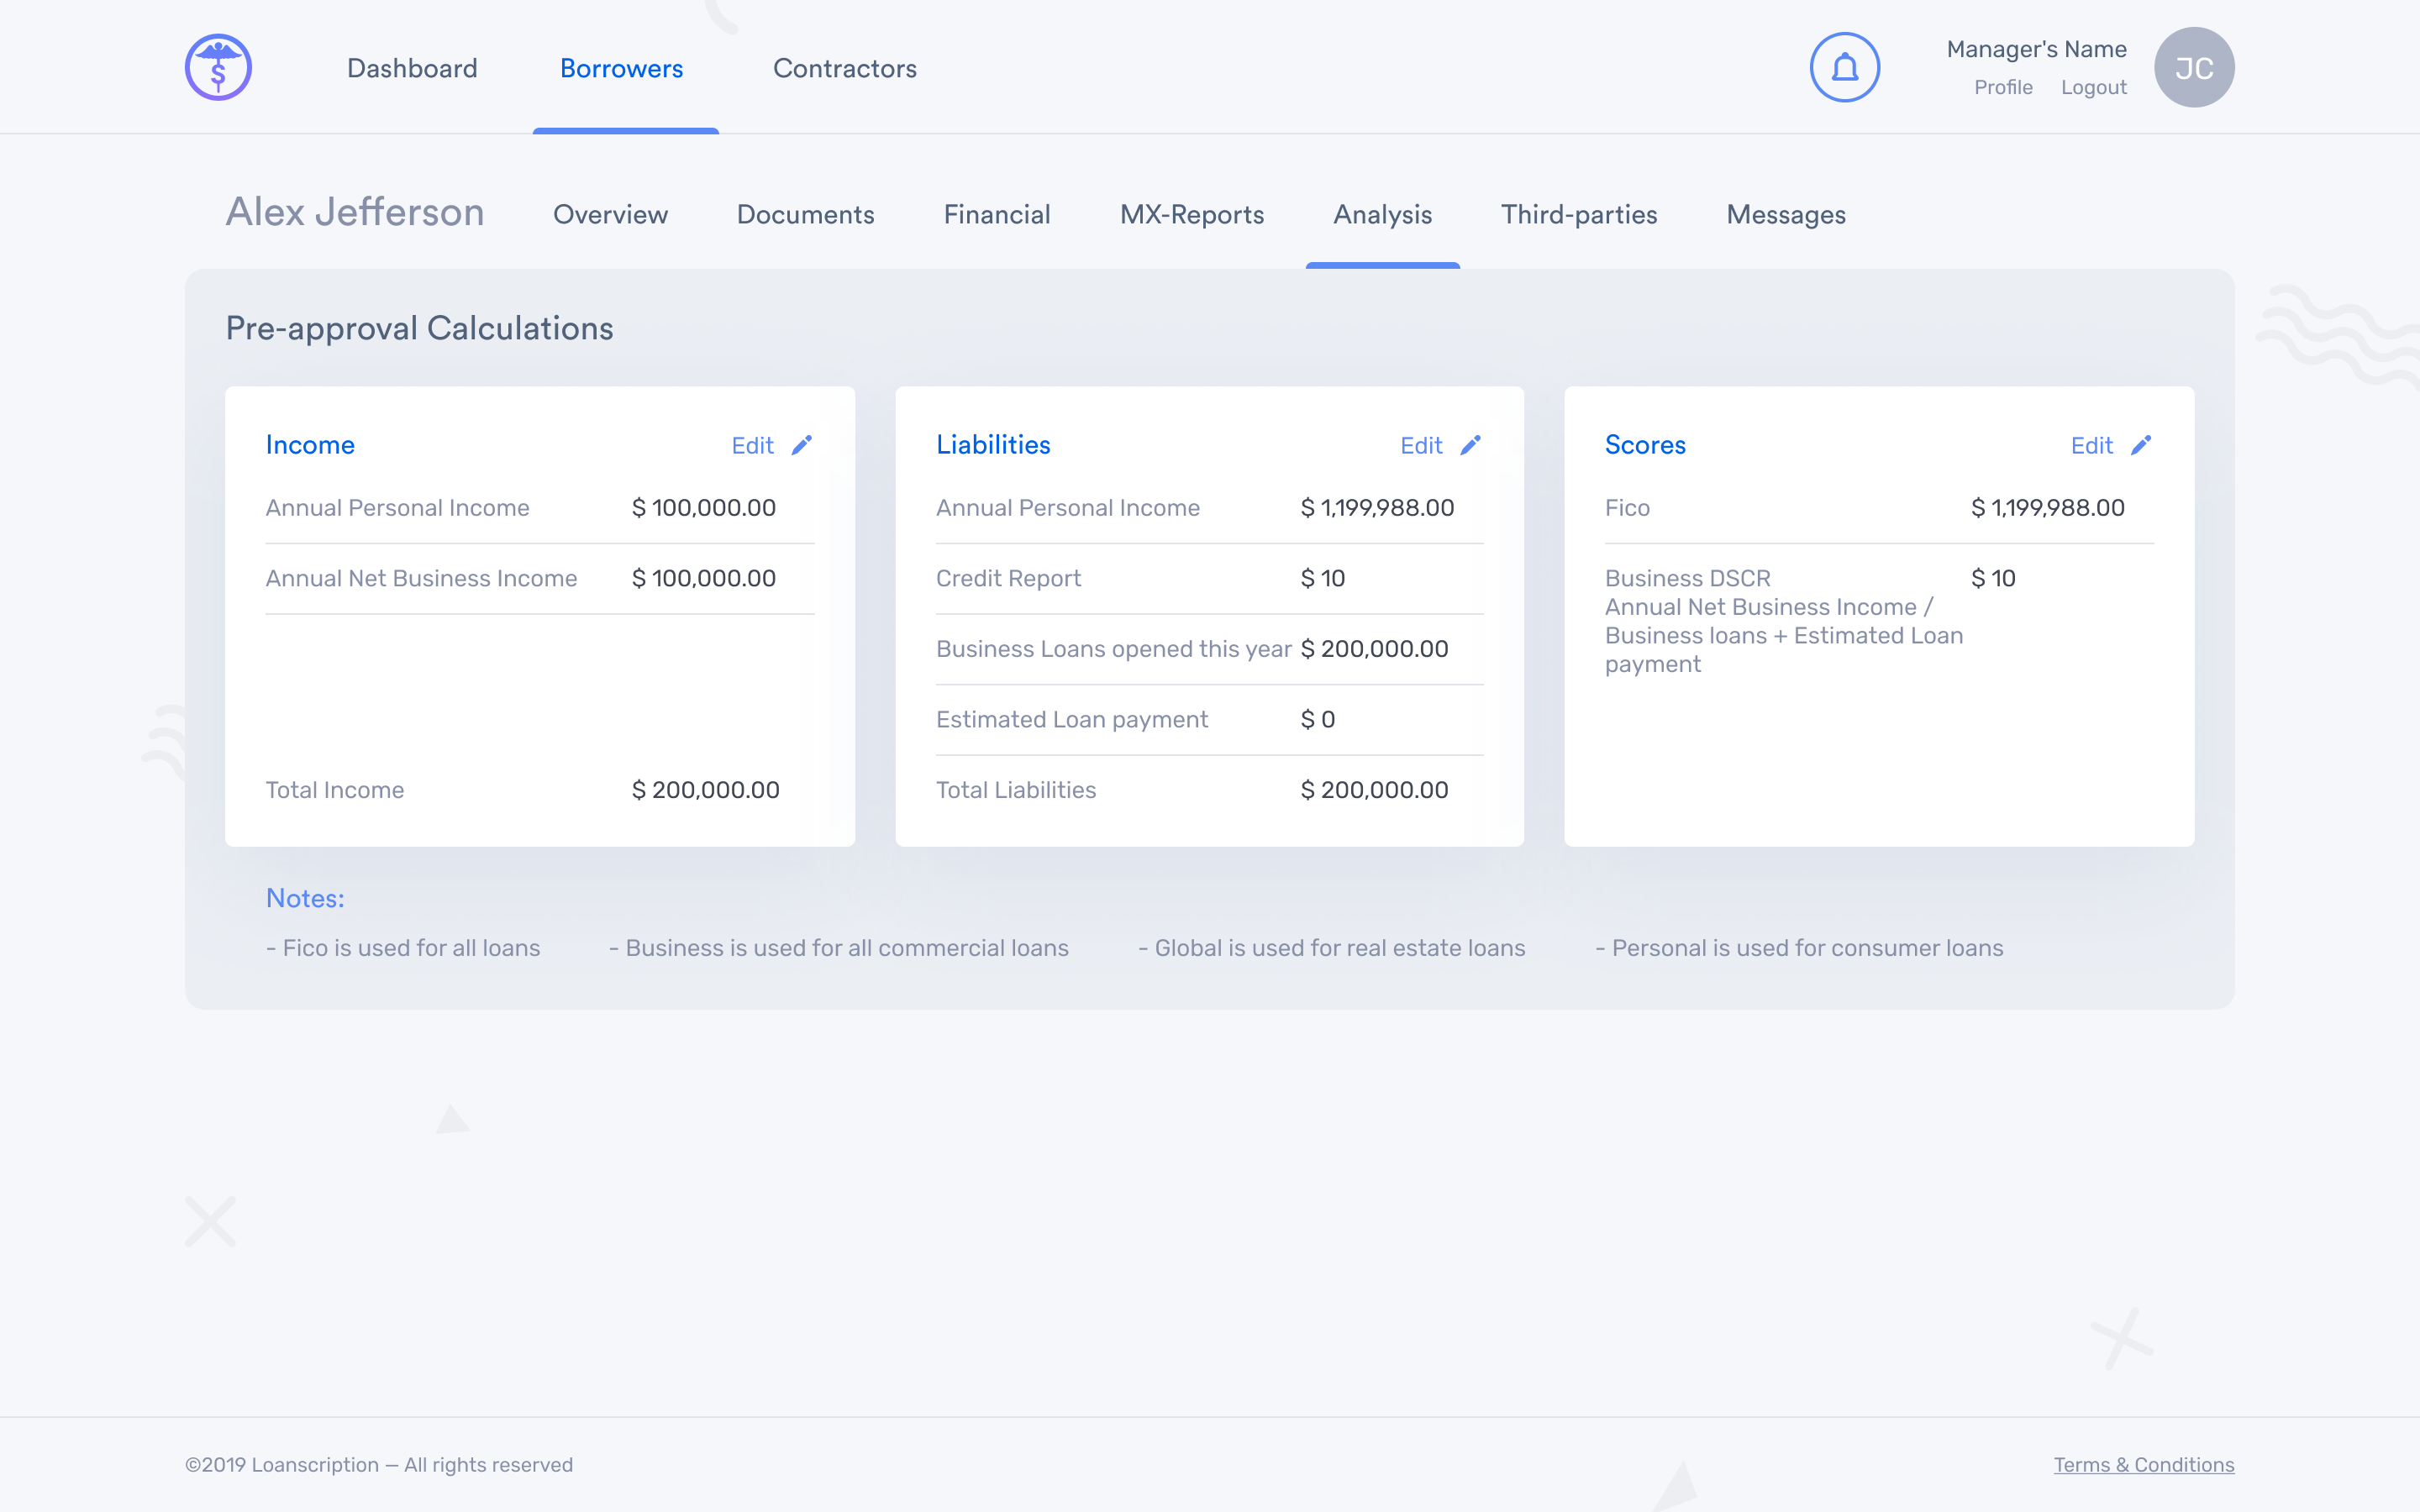 $
Dashboard
Borrowers
Contractors
Manager's Name
Profile
Logout
JC
Alex Jefferson
Overview
Documents
Financial
MX-Reports
Analysis
Third-parties
Messages
Pre-approval Calculations
Income
Edit
Annual Personal Income $ 100,000.00
Annual Net Business Income $ 100,000.00
Total Income $ 200,000.00
Liabilities
Edit
Annual Personal Income $ 1,199,988.00
Credit Report $ 10
Business Loans opened this year $ 200,000.00
Estimated Loan payment $ 0
Total Liabilities $ 200,000.00
Scores
Edit
Fico $ 1,199,988.00
Business DSCR $ 10
Annual Net Business Income /
Business loans + Estimated Loan
payment
Notes:
- Fico is used for all loans
- Business is used for all commercial loans
- Global is used for real estate loans
- Personal is used for consumer loans
©2019 Loanscription — All rights reserved
Terms & Conditions